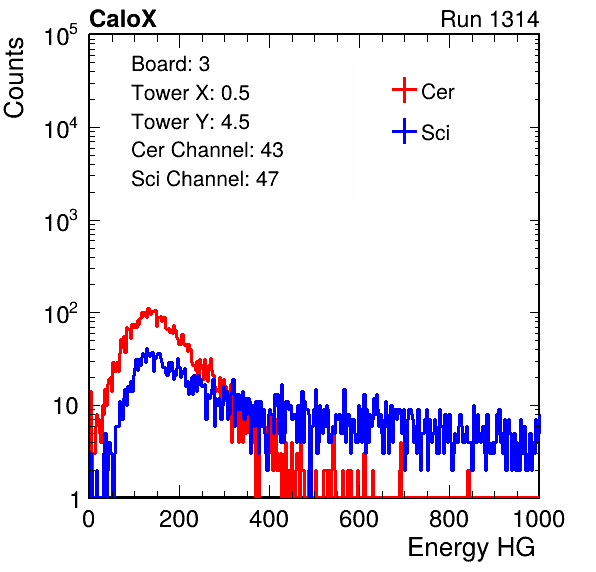 CaloX Run 1314
Counts
Board: 3
Tower X: 0.5
Tower Y: 4.5
Cer Channel: 43
Sci Channel: 47
Cer
Sci
10^5
10^4
10^3
10^2
10
1
0 200 400 600 800 1000
Energy HG